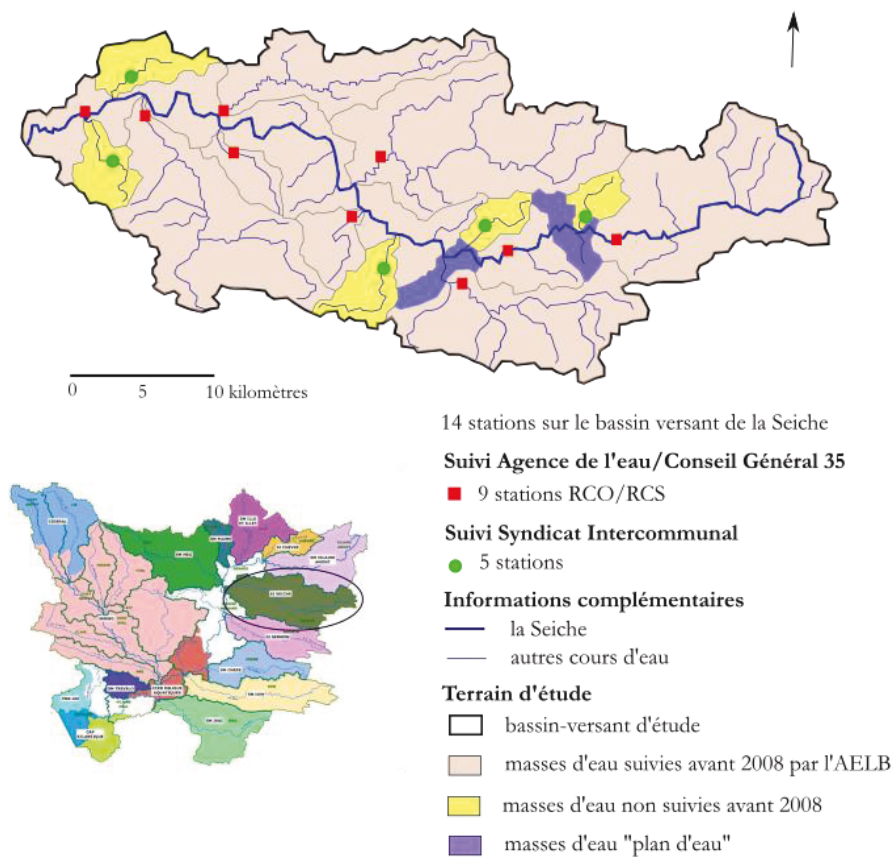 0 5 10 kilomètres
14 stations sur le bassin versant de la Seiche
Suivi Agence de l'eau/Conseil Général 35
9 stations RCO/RCS
Suivi Syndicat Intercommunal
5 stations
Informations complémentaires
la Seiche
autres cours d'eau
Terrain d'étude
bassin-versant d'étude
masses d'eau suivies avant 2008 par l'AELB
masses d'eau non suivies avant 2008
masses d'eau "plan d'eau"